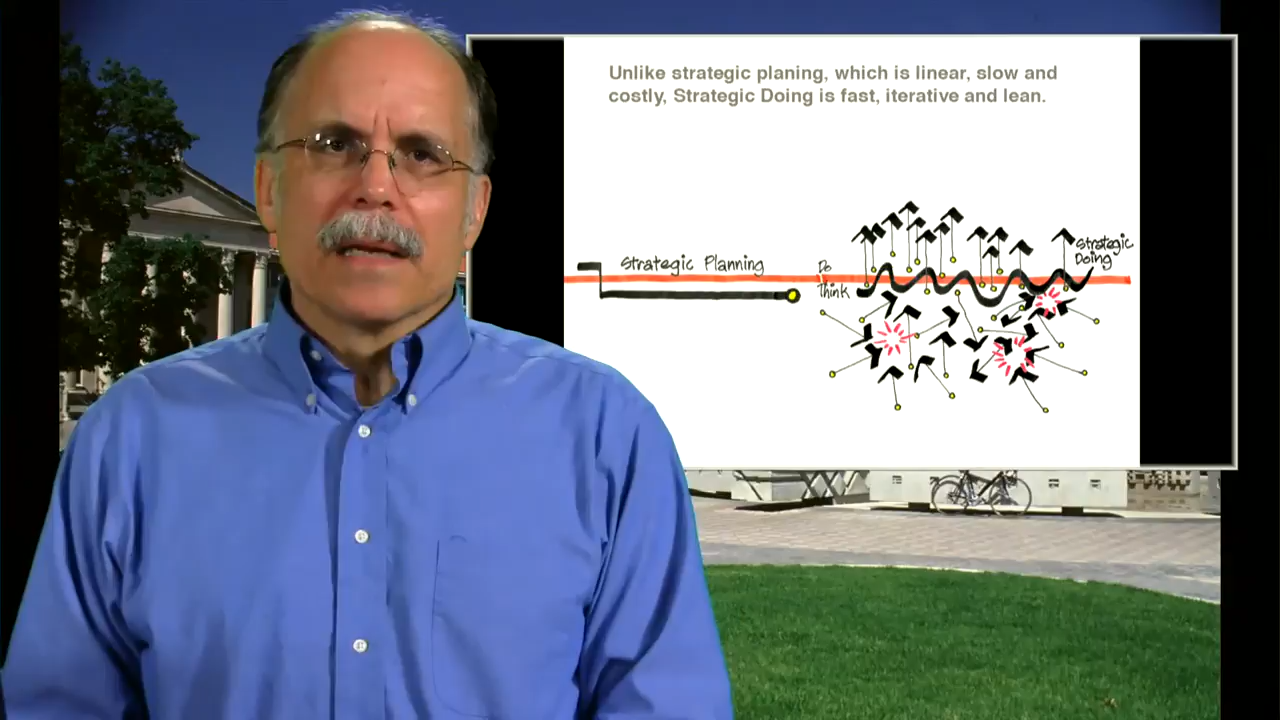 Unlike strategic planing, which is linear, slow and
costly, Strategic Doing is fast, iterative and lean.
Strategic Planning
Do
Think
Strategic
Doing